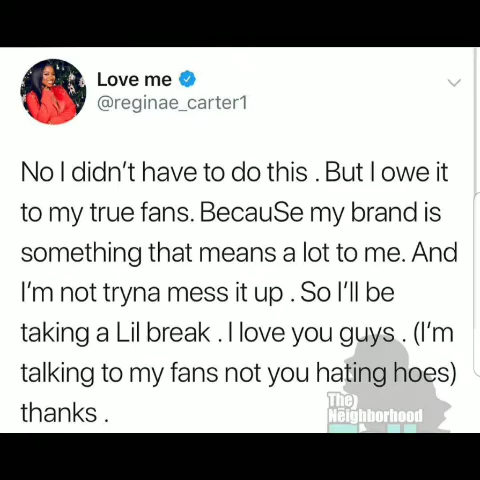 Love me
@reginae_carter1
No I didn't have to do this . But I owe it
to my true fans. BecauSe my brand is
something that means a lot to me. And
I'm not tryna mess it up . So I'll be
taking a Lil break . I love you guys . (I'm
talking to my fans not you hating hoes)
thanks .
The
Neighborhood